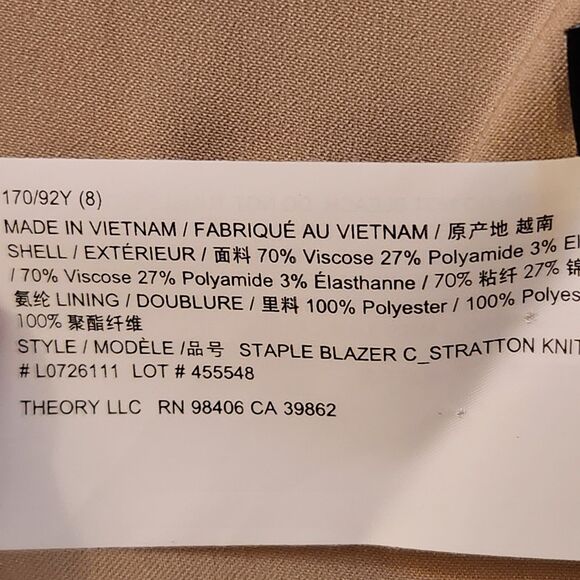 170/92Y (8)
MADE IN VIETNAM / FABRIQUÉ AU VIETNAM / 原产地 越南
SHELL / EXTÉRIEUR / 面料 70% Viscose 27% Polyamide 3% El
/ 70% Viscose 27% Polyamide 3% Élasthanne / 70% 粘纤 27% 锦
氨纶 LINING / DOUBLURE / 里料 100% Polyester / 100% Polyes
100% 聚酯纤维
STYLE / MODÈLE /品号 STAPLE BLAZER C_STRATTON KNIT
# L0726111 LOT # 455548
THEORY LLC RN 98406 CA 39862